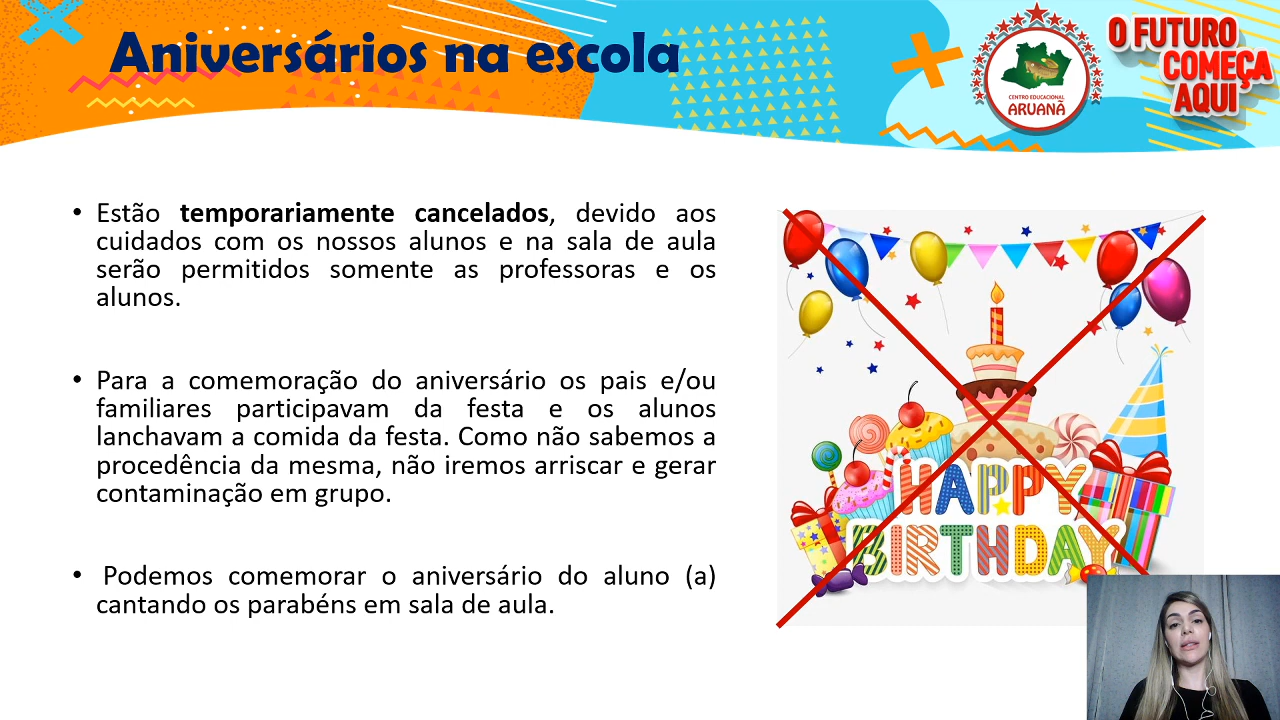 Aniversários na escola
CENTRO EDUCACIONAL
ARUANÃ
O FUTURO
COMEÇA
AQUI
• Estão temporariamente cancelados, devido aos
cuidados com os nossos alunos e na sala de aula
serão permitidos somente as professoras e os
alunos.
• Para a comemoração do aniversário os pais e/ou
familiares participavam da festa e os alunos
lanchavam a comida da festa. Como não sabemos a
procedência da mesma, não iremos arriscar e gerar
contaminação em grupo.
• Podemos comemorar o aniversário do aluno (a)
cantando os parabéns em sala de aula.
HAPPY
BIRTHDAY